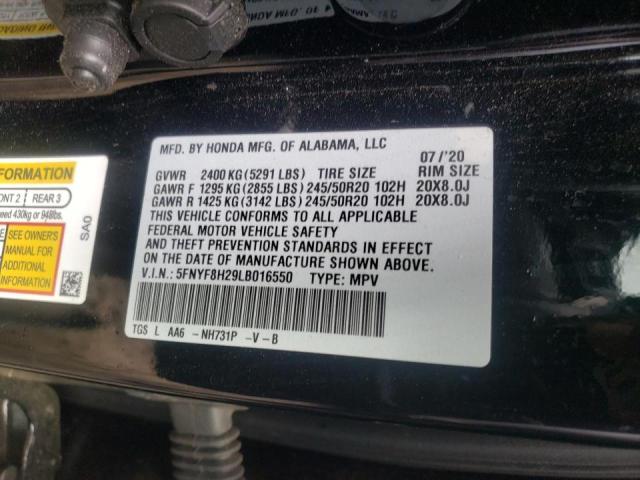 MFD. BY HONDA MFG. OF ALABAMA, LLC 07/'20
GVWR 2400 KG (5291 LBS) TIRE SIZE RIM SIZE
GAWR F 1295 KG (2855 LBS) 245/50R20 102H 20X8.0J
GAWR R 1425 KG (3142 LBS) 245/50R20 102H 20X8.0J
THIS VEHICLE CONFORMS TO ALL APPLICABLE
FEDERAL MOTOR VEHICLE SAFETY
AND THEFT PREVENTION STANDARDS IN EFFECT
ON THE DATE OF MANUFACTURE SHOWN ABOVE.
V.I.N.: 5FNYF8H29LB016550 TYPE: MPV
TGS L AA6 -NH731P -V-B
FORMATION
2 REAR 3
430kg or 948lbs.
SEE OWNER'S
MANUAL FOR
ADDITIONAL
INFORMATION
SA0